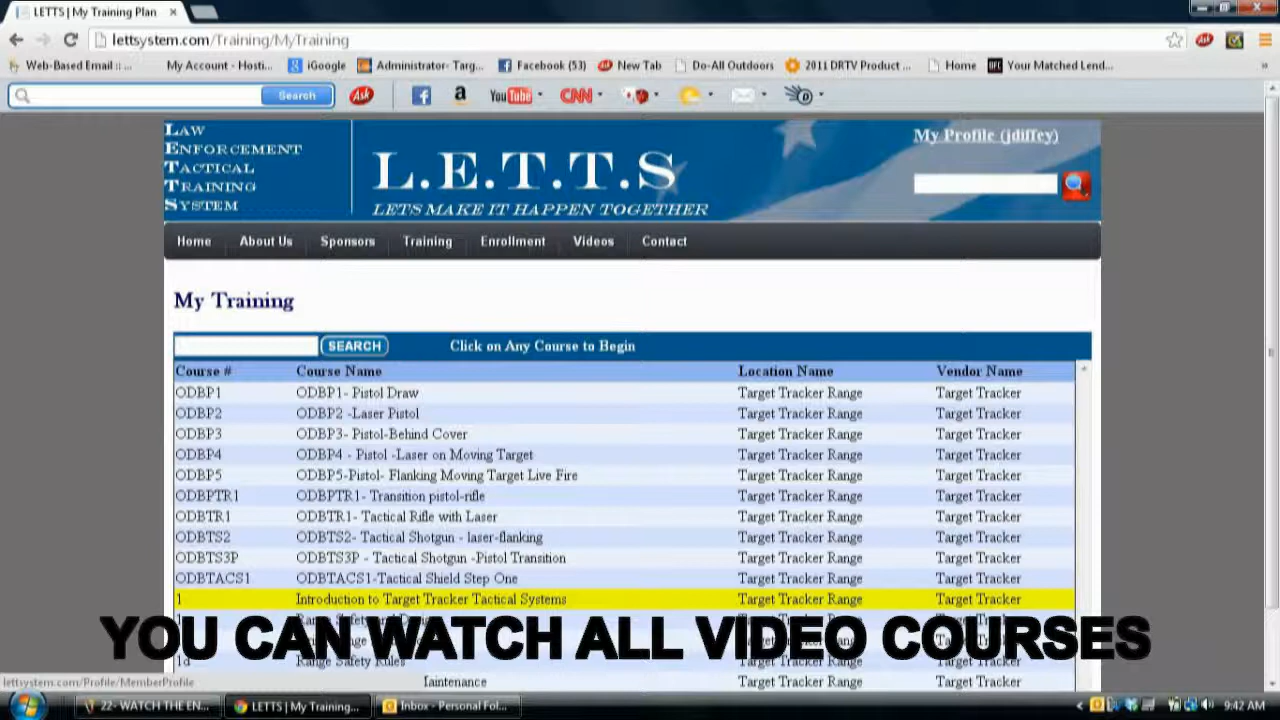 LETTS | My Training Plan
lettsystem.com/Training/MyTraining
Web-Based Email :: ... My Account - Hosti... iGoogle Administrator- Targ... Facebook (53) New Tab Do-All Outdoors 2011 DRTV Product ... Home Your Matched Lend... »
Search Ask f a YouTube CNN
LAW
ENFORCEMENT
TACTICAL
TRAINING
SYSTEM
L.E.T.T.S
LETS MAKE IT HAPPEN TOGETHER
My Profile (jdiffey)
Home About Us Sponsors Training Enrollment Videos Contact
My Training
SEARCH Click on Any Course to Begin
Course # Course Name Location Name Vendor Name
ODBP1 ODBP1- Pistol Draw Target Tracker Range Target Tracker
ODBP2 ODBP2 -Laser Pistol Target Tracker Range Target Tracker
ODBP3 ODBP3- Pistol-Behind Cover Target Tracker Range Target Tracker
ODBP4 ODBP4 - Pistol -Laser on Moving Target Target Tracker Range Target Tracker
ODBP5 ODBP5-Pistol- Flanking Moving Target Live Fire Target Tracker Range Target Tracker
ODBPTR1 ODBPTR1- Transition pistol-rifle Target Tracker Range Target Tracker
ODBTR1 ODBTR1- Tactical Rifle with Laser Target Tracker Range Target Tracker
ODBTS2 ODBTS2- Tactical Shotgun - laser-flanking Target Tracker Range Target Tracker
ODBTS3P ODBTS3P - Tactical Shotgun -Pistol Transition Target Tracker Range Target Tracker
ODBTACS1 ODBTACS1-Tactical Shield Step One Target Tracker Range Target Tracker
1 Introduction to Target Tracker Tactical Systems Target Tracker Range Target Tracker
YOU CAN WATCH ALL VIDEO COURSES
1d Range Safety Rules Target Tracker Range Target Tracker
lettsystem.com/Profile/MemberProfile Target Tracker Range Target Tracker
22- WATCH THE EN... LETTS | My Training... Inbox - Personal Fol... 9:42 AM